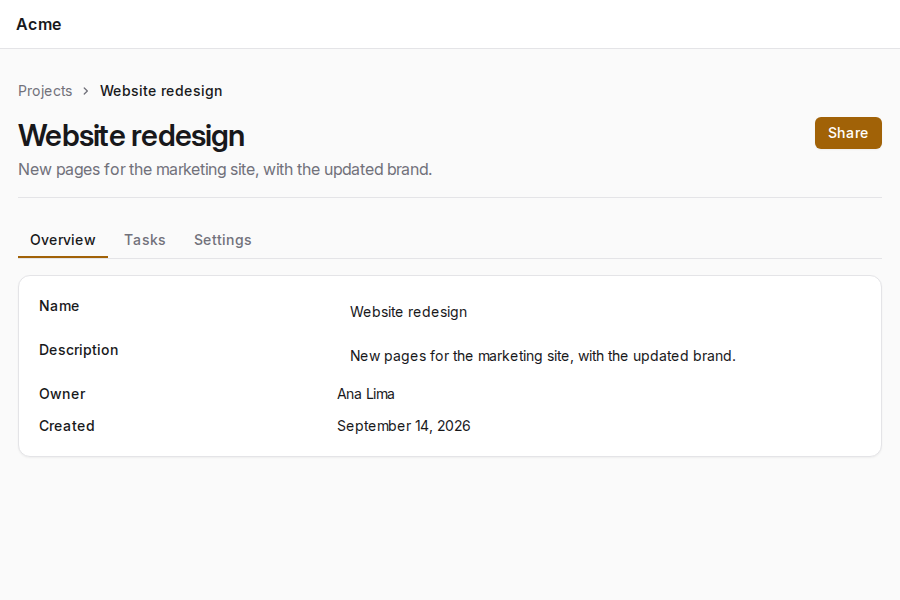 Acme
Projects > Website redesign
Website redesign
Share
New pages for the marketing site, with the updated brand.
Overview Tasks Settings
Name Website redesign
Description New pages for the marketing site, with the updated brand.
Owner Ana Lima
Created September 14, 2026